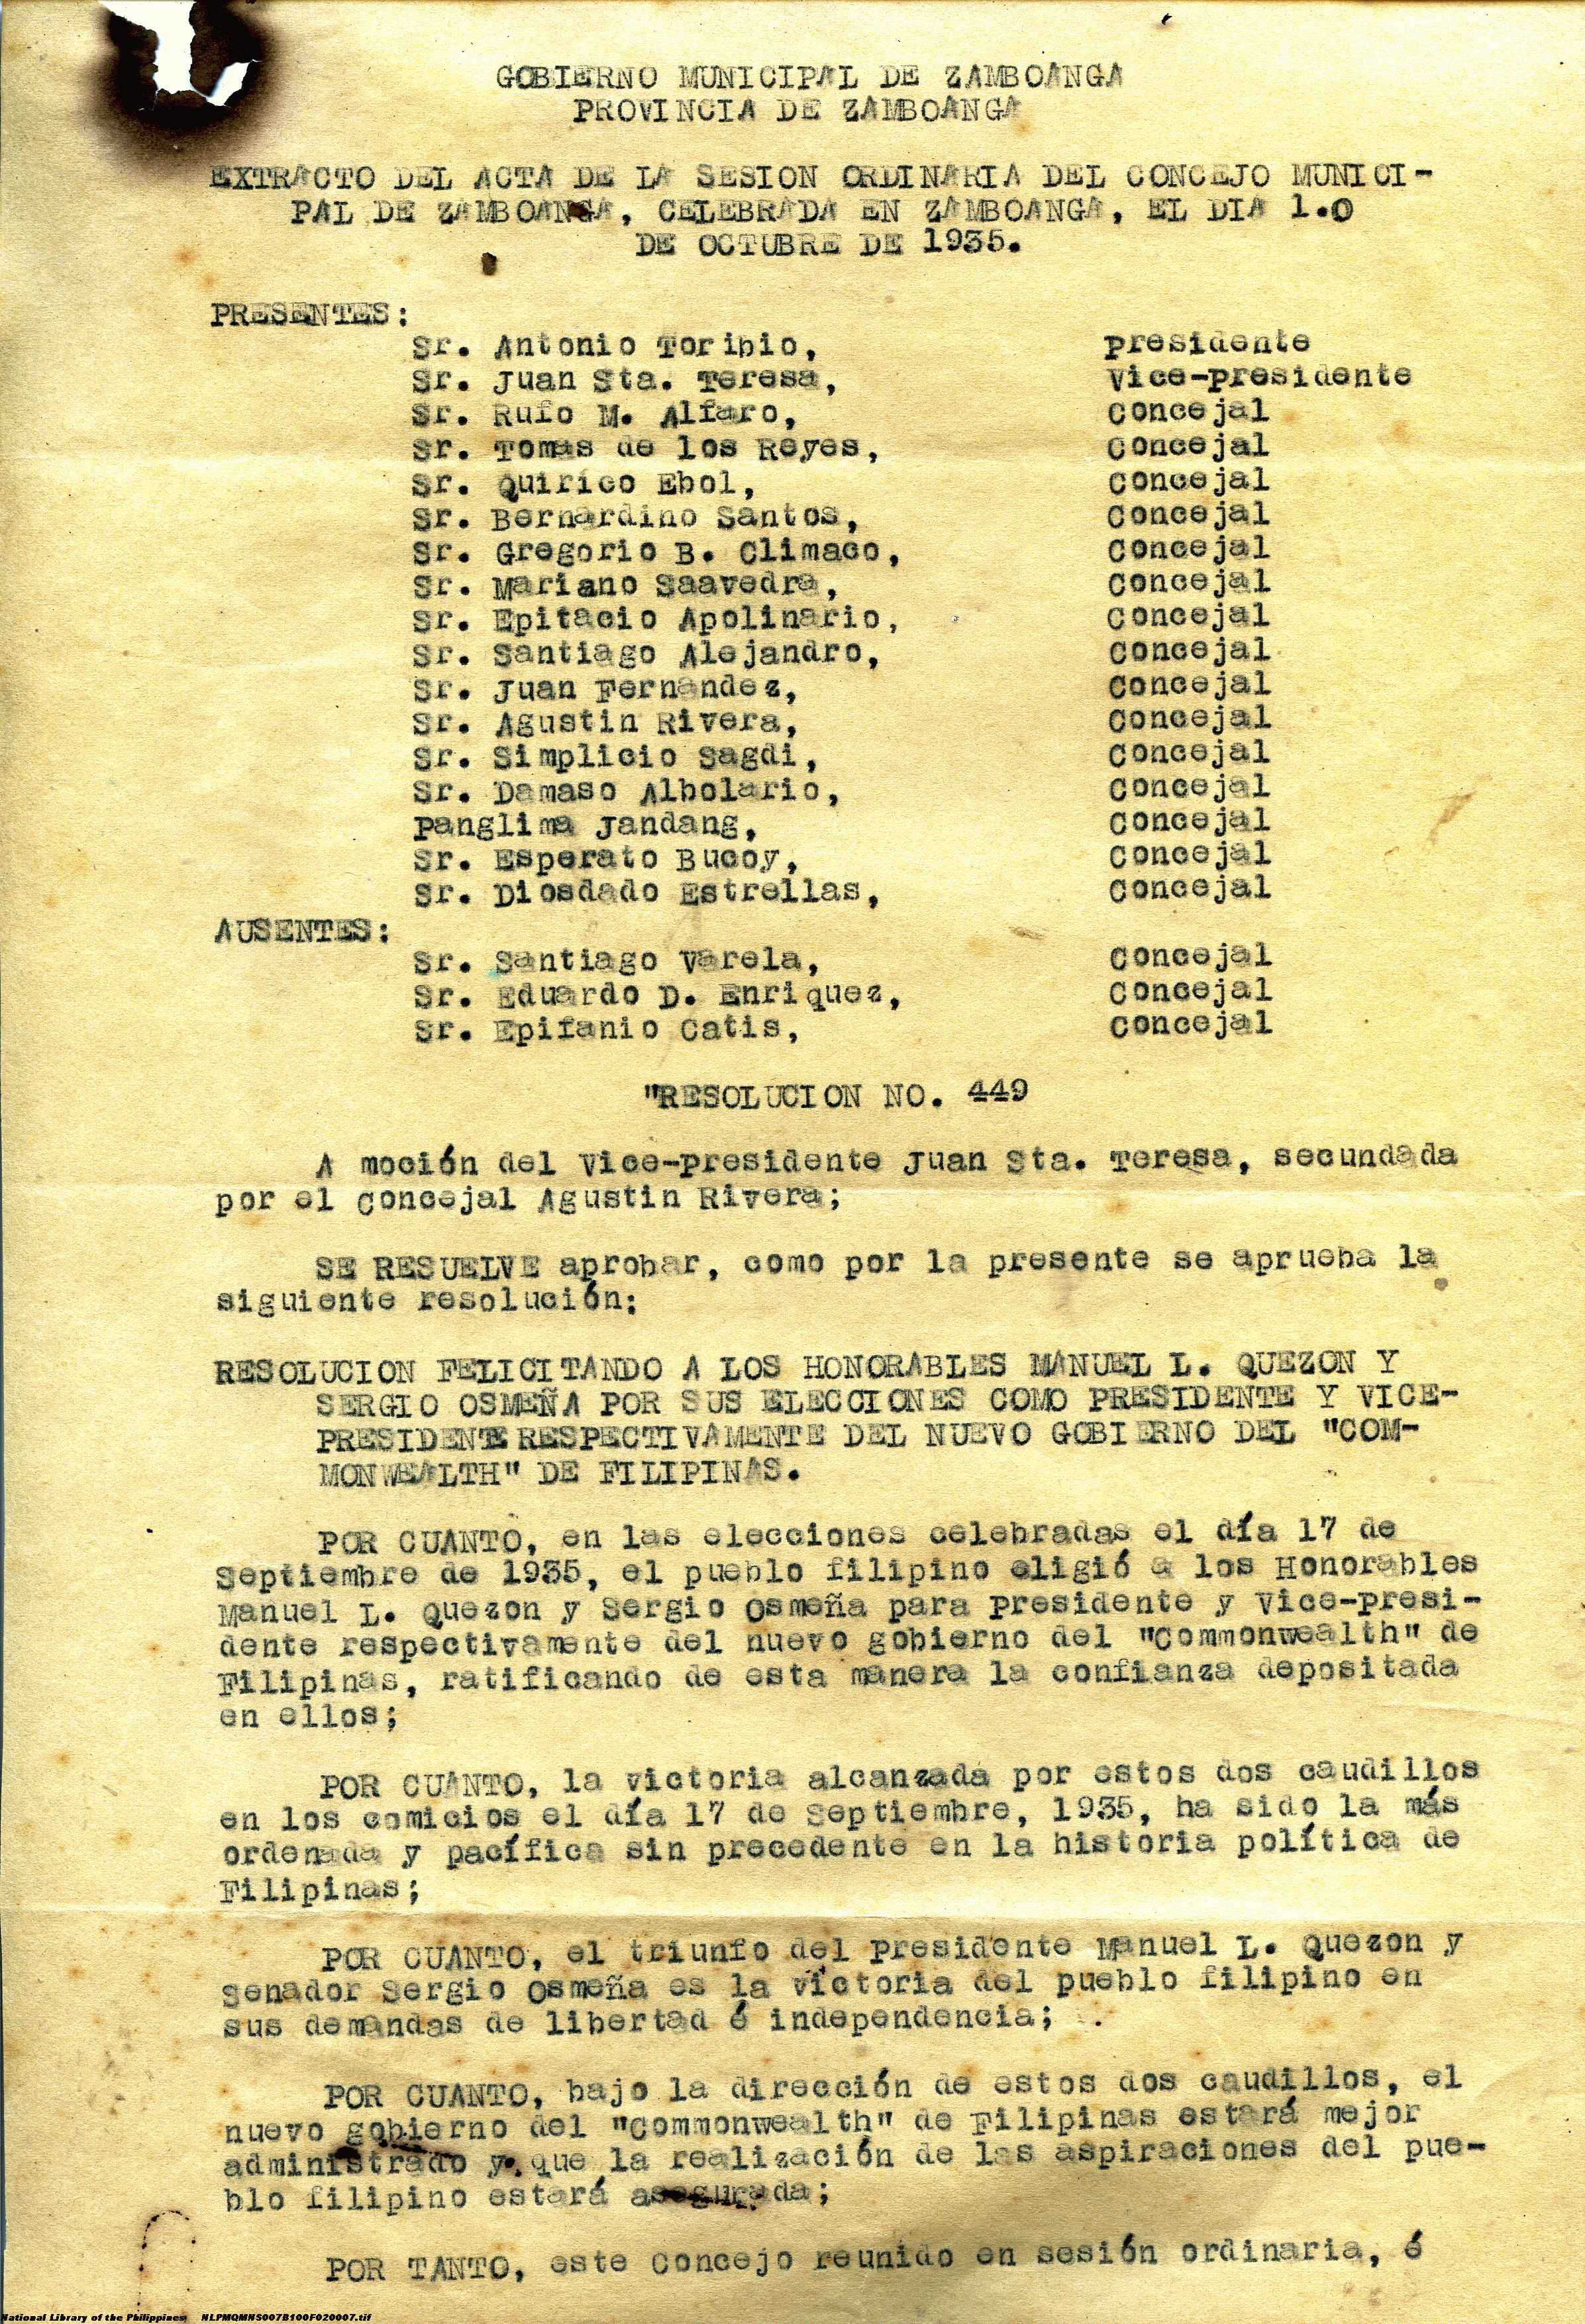 GOBIERNO MUNICIPAL DE ZAMBOANGA
PROVINCIA DE ZAMBOANGA
EXTRACTO DEL ACTA DE LA SESION ORDINARIA DEL CONCEJO MUNICI-
PAL DE ZAMBOANGA, CELEBRADA EN ZAMBOANGA, EL DIA 1.o
DE OCTUBRE DE 1935.
PRESENTES:
Sr. Antonio Toribio, Presidente
Sr. Juan Sta. Teresa, Vice-presidente
Sr. Rufo M. Alfaro, Concejal
Sr. Tomas de los Reyes, Concejal
Sr. Quirico Ebol, Concejal
Sr. Bernardino Santos, Concejal
Sr. Gregorio B. Climaco, Concejal
Sr. Mariano Saavedra, Concejal
Sr. Epitacio Apolinario, Concejal
Sr. Santiago Alejandro, Concejal
Sr. Juan Fernandez, Concejal
Sr. Agustin Rivera, Concejal
Sr. Simplicio Sagdi, Concejal
Sr. Damaso Albolario, Concejal
Panglima Jandang, Concejal
Sr. Esperato Bucoy, Concejal
Sr. Diosdado Estrellas, Concejal
AUSENTES:
Sr. Santiago Varela, Concejal
Sr. Eduardo D. Enriquez, Concejal
Sr. Epifanio Catis, Concejal
"RESOLUCION NO. 449
A moción del Vice-presidente Juan Sta. Teresa, secundada
por el Concejal Agustin Rivera;
SE RESUELVE aprobar, como por la presente se aprueba la
siguiente resolución:
RESOLUCION FELICITANDO A LOS HONORABLES MANUEL L. QUEZON Y
SERGIO OSMEÑA POR SUS ELECCIONES COMO PRESIDENTE Y VICE-
PRESIDENTE RESPECTIVAMENTE DEL NUEVO GOBIERNO DEL "COM-
MONWEALTH" DE FILIPINAS.
POR CUANTO, en las elecciones celebradas el día 17 de
Septiembre de 1935, el pueblo filipino eligió a los Honorables
Manuel L. Quezon y Sergio Osmeña para Presidente y Vice-presi-
dente respectivamente del nuevo gobierno del "Commonwealth" de
Filipinas, ratificando de esta manera la confianza depositada
en ellos;
POR CUANTO, la victoria alcanzada por estos dos caudillos
en los comicios el día 17 de Septiembre, 1935, ha sido la más
ordenada y pacífica sin precedente en la historia política de
Filipinas;
POR CUANTO, el triunfo del Presidente Manuel L. Quezon y
Senador Sergio Osmeña es la victoria del pueblo filipino en
sus demandas de libertad é independencia;
POR CUANTO, bajo la dirección de estos dos caudillos, el
nuevo gobierno del "Commonwealth" de Filipinas estará mejor
administrado y que la realización de las aspiraciones del pue-
blo filipino estará asegurada;
POR TANTO, este Concejo reunido en sesión ordinaria, é
National Library of the Philippines NLPMQMNS007B100F020007.tif